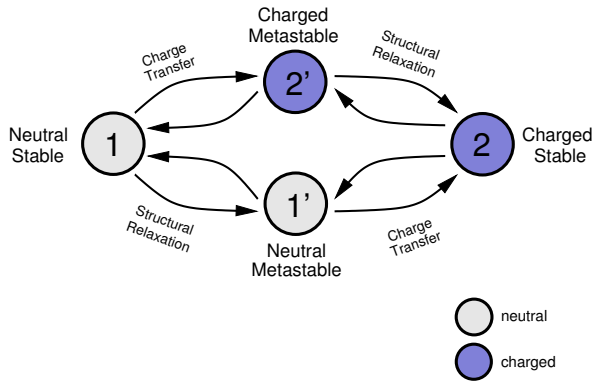 Charged
Metastable
Charge
Transfer
Structural
Relaxation
2’
Neutral
Stable
1
2
Charged
Stable
1’
Structural
Relaxation
Charge
Transfer
Neutral
Metastable
neutral
charged